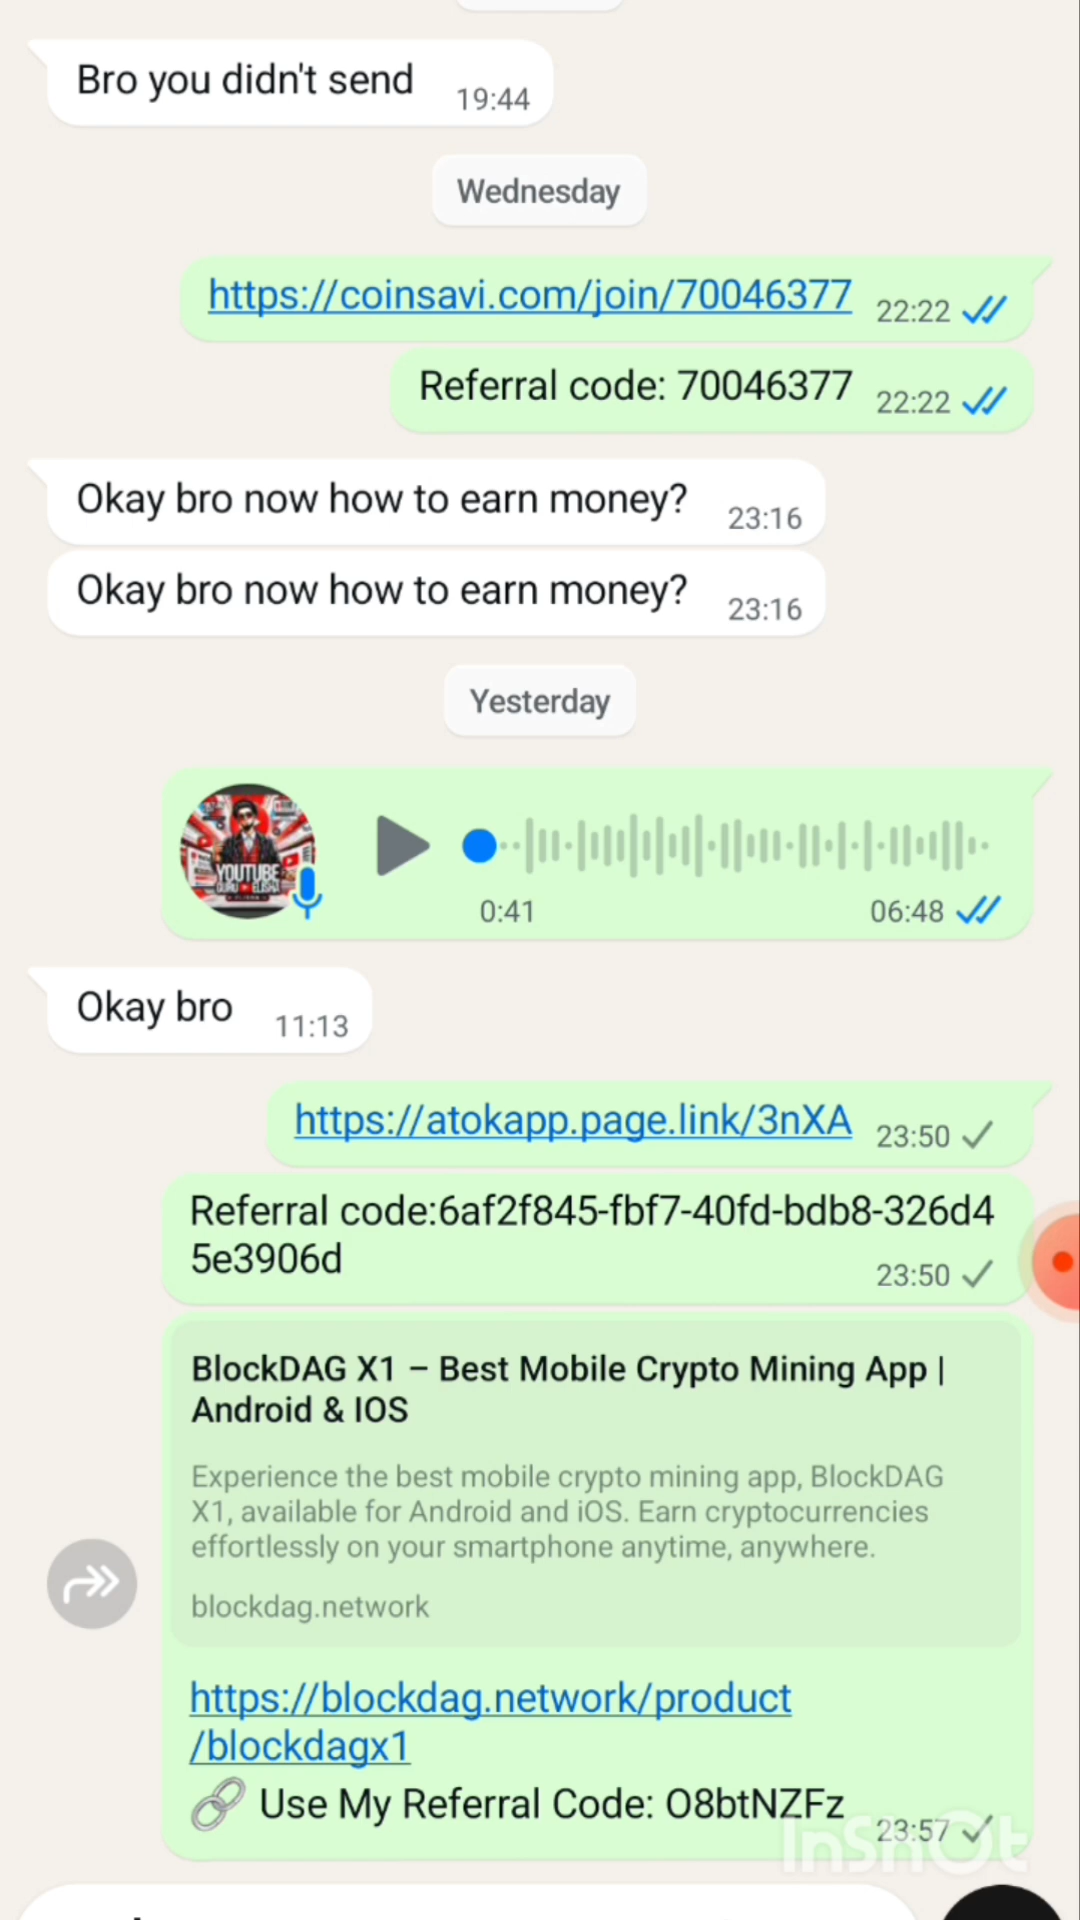 Bro you didn't send
19:44
Wednesday
https://coinsavi.com/join/70046377
22:22
Referral code: 70046377
22:22
Okay bro now how to earn money?
23:16
Okay bro now how to earn money?
23:16
Yesterday
YOUTUBE
0:41
06:48
Okay bro
11:13
https://atokapp.page.link/3nXA
23:50
Referral code:6af2f845-fbf7-40fd-bdb8-326d4
5e3906d
23:50
BlockDAG X1 – Best Mobile Crypto Mining App |
Android & IOS
Experience the best mobile crypto mining app, BlockDAG
X1, available for Android and iOS. Earn cryptocurrencies
effortlessly on your smartphone anytime, anywhere.
blockdag.network
https://blockdag.network/product
/blockdagx1
🔗 Use My Referral Code: O8btNZFz
23:57
InShOt